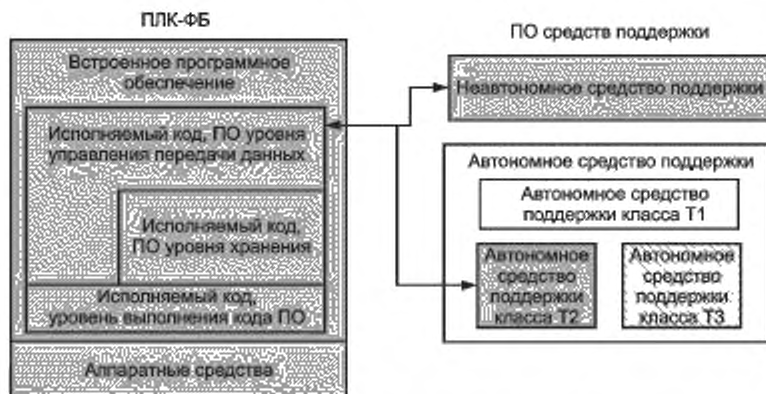 ПЛК-ФБ
Встроенное программное
обеспечение
Исполняемый код, ПО уровня
управления передачи данных
Исполняемый код,
ПО уровня хранения
Исполняемый код,
уровень выполнения кода ПО
Аппаратные средства
ПО средств поддержки
Неавтономное средство поддержки
Автономное средство поддержки
Автономное средство
поддержки класса Т1
Автономное
средство
поддержки
класса Т2
Автономное
средство
поддержки
класса Т3